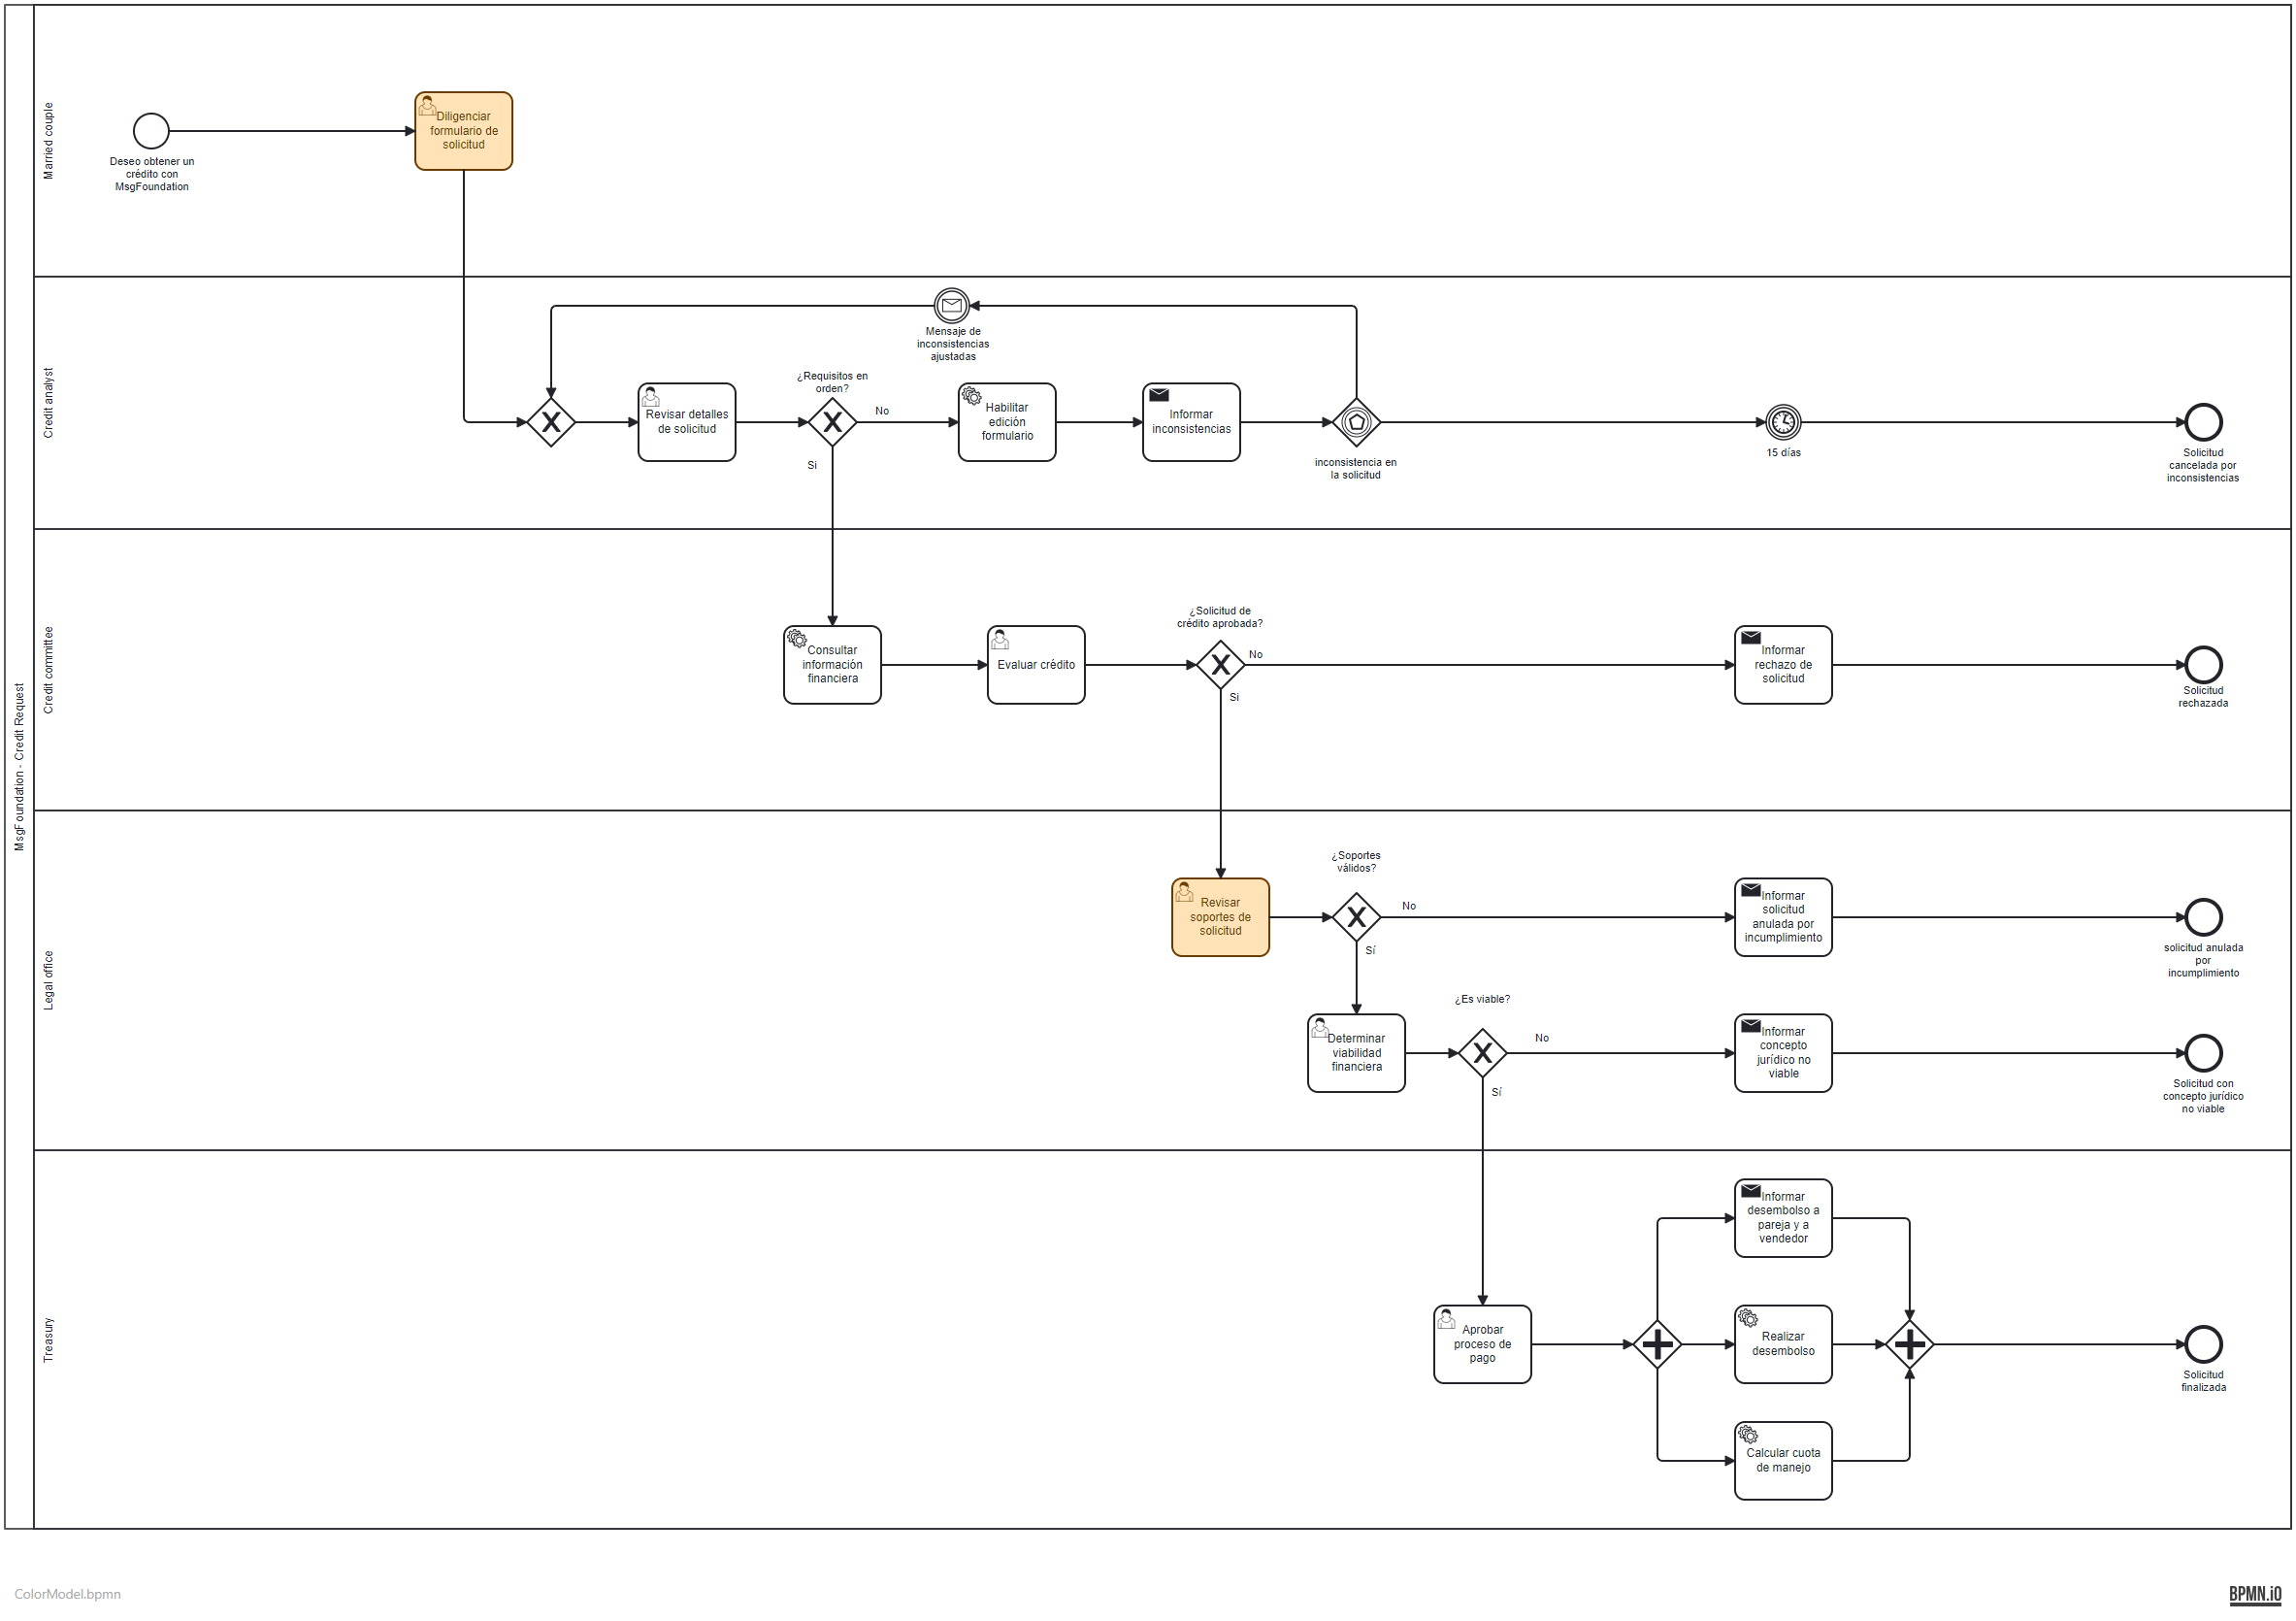 MsgFoundation - Credit Request
Married couple
Deseo obtener un
crédito con
MsgFoundation
Diligenciar
formulario de
solicitud
Credit analyst
Mensaje de
inconsistencias
ajustadas
Revisar detalles
de solicitud
¿Requisitos en
orden?
No
Si
Habilitar
edición
formulario
Informar
inconsistencias
inconsistencia en
la solicitud
15 días
Solicitud
cancelada por
inconsistencias
Credit committee
Consultar
información
financiera
Evaluar crédito
¿Solicitud de
crédito aprobada?
No
Si
Informar
rechazo de
solicitud
Solicitud
rechazada
Legal office
Revisar
soportes de
solicitud
¿Soportes
válidos?
No
Sí
Informar
solicitud
anulada por
incumplimiento
solicitud anulada
por
incumplimiento
Determinar
viabilidad
financiera
¿Es viable?
No
Sí
Informar
concepto
jurídico no
viable
Solicitud con
concepto jurídico
no viable
Treasury
Aprobar
proceso de
pago
Informar
desembolso a
pareja y a
vendedor
Realizar
desembolso
Calcular cuota
de manejo
Solicitud
finalizada
ColorModel.bpmn
BPMN.iO